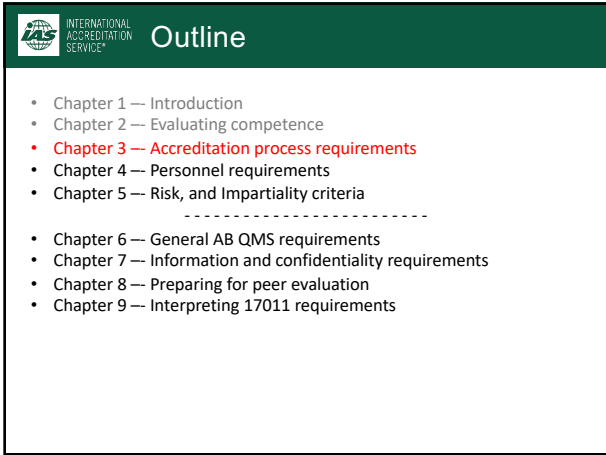 IAS
INTERNATIONAL
ACCREDITATION
SERVICE®
Outline
• Chapter 1 –- Introduction
• Chapter 2 –- Evaluating competence
• Chapter 3 –- Accreditation process requirements
• Chapter 4 –- Personnel requirements
• Chapter 5 –- Risk, and Impartiality criteria
- - - - - - - - - - - - - - - - - - - - - - - - - -
• Chapter 6 –- General AB QMS requirements
• Chapter 7 –- Information and confidentiality requirements
• Chapter 8 –- Preparing for peer evaluation
• Chapter 9 –- Interpreting 17011 requirements